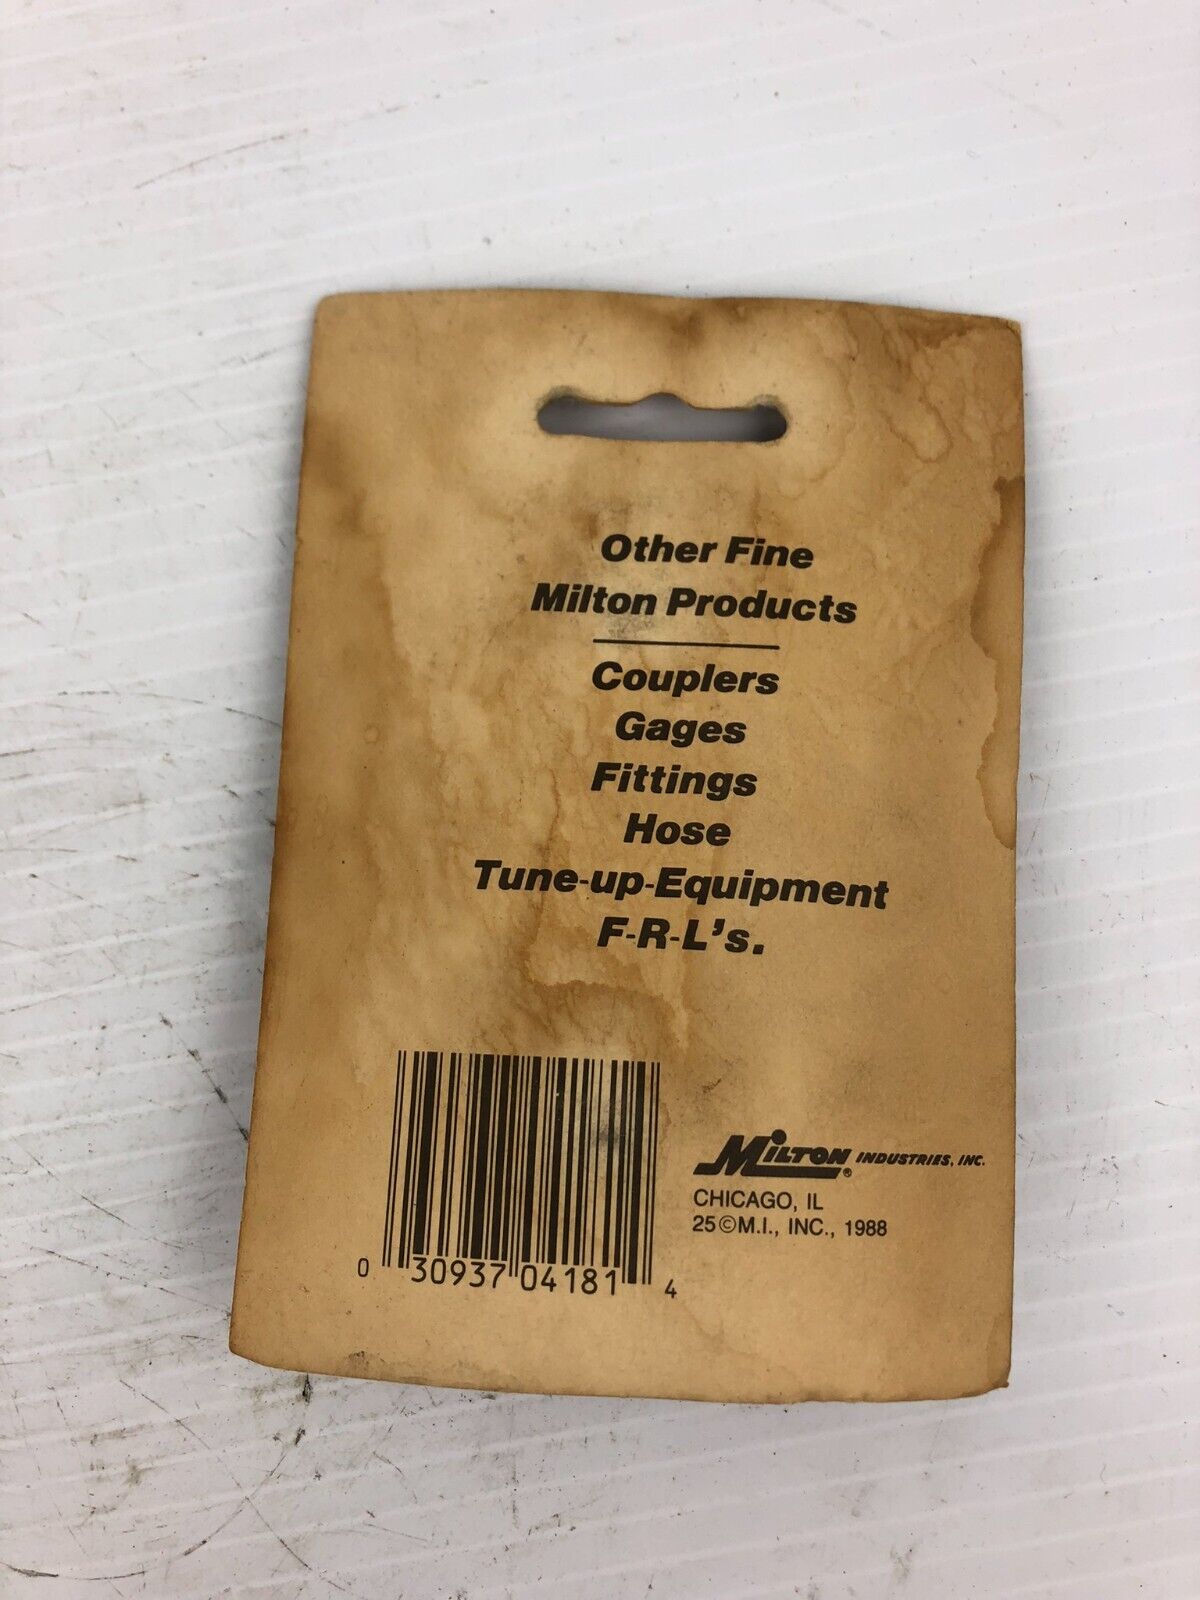 Other Fine
Milton Products
Couplers
Gages
Fittings
Hose
Tune-up-Equipment
F-R-L's.
MILTON® INDUSTRIES, INC.
CHICAGO, IL
25©M.I., INC., 1988
0 30937 04181 4